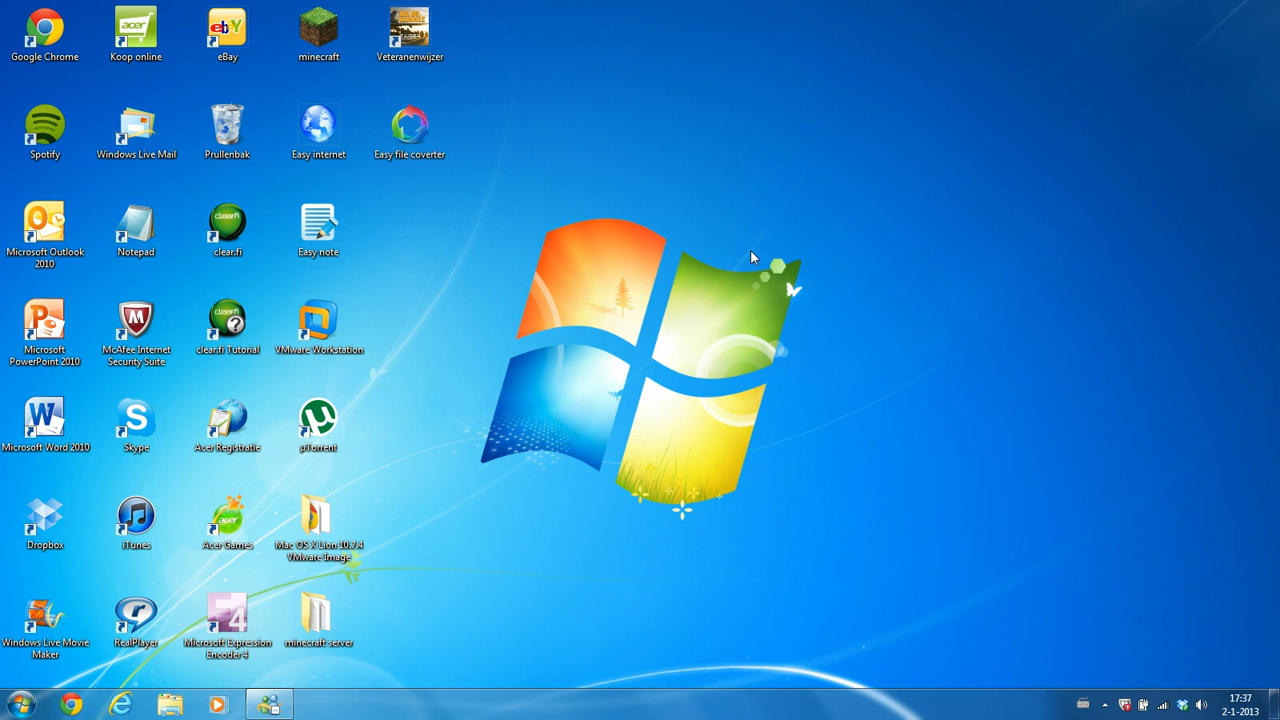 Google Chrome
Koop online
eBay
minecraft
Veteranenwijzer
Spotify
Windows Live Mail
Prullenbak
Easy internet
Easy file coverter
Microsoft Outlook
2010
Notepad
clear.fi
Easy note
Microsoft
PowerPoint 2010
McAfee Internet
Security Suite
clear.fi Tutorial
VMware Workstation
Microsoft Word 2010
Skype
Acer Registratie
µTorrent
Dropbox
iTunes
Acer Games
Mac OS X Lion 10.7.4
VMware Image
Windows Live Movie
Maker
RealPlayer
Microsoft Expression
Encoder 4
minecraft server
17:37
2-1-2013